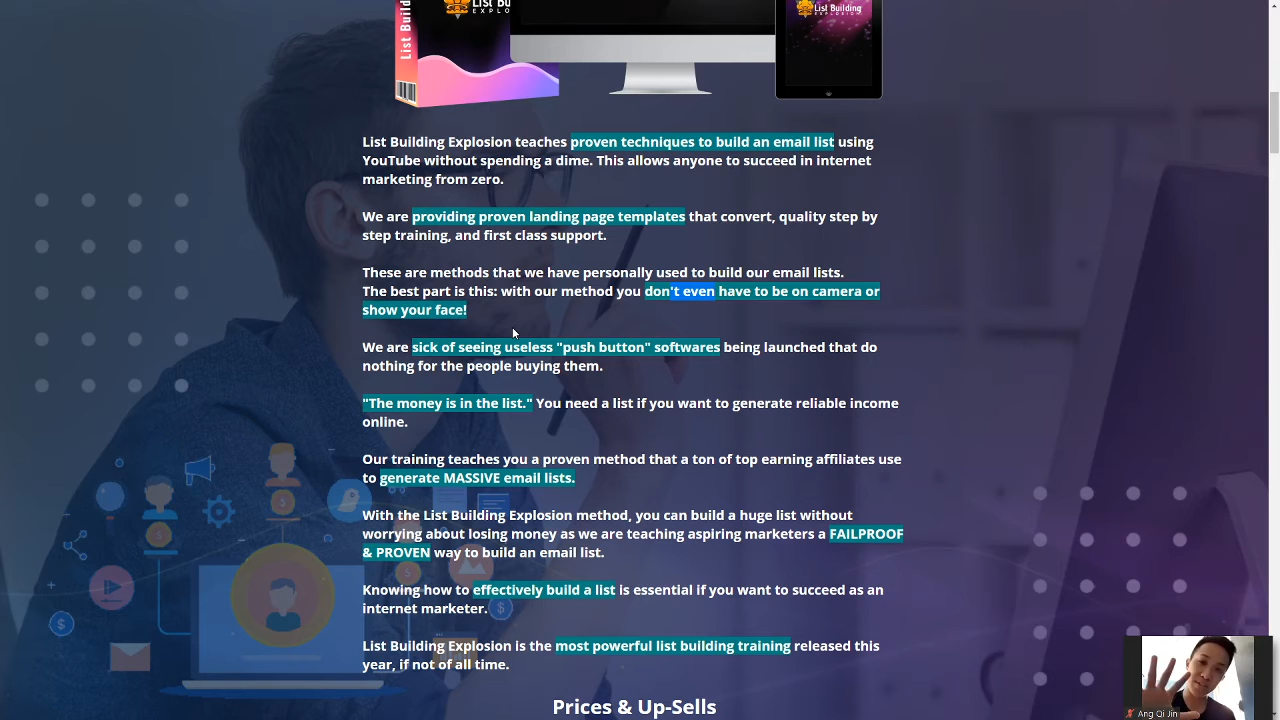 List Bu
EXPLO
List Build
List Building
EXPLOSION
List Building Explosion teaches proven techniques to build an email list using
YouTube without spending a dime. This allows anyone to succeed in internet
marketing from zero.
We are providing proven landing page templates that convert, quality step by
step training, and first class support.
These are methods that we have personally used to build our email lists.
The best part is this: with our method you don't even have to be on camera or
show your face!
We are sick of seeing useless "push button" softwares being launched that do
nothing for the people buying them.
"The money is in the list." You need a list if you want to generate reliable income
online.
Our training teaches you a proven method that a ton of top earning affiliates use
to generate MASSIVE email lists.
With the List Building Explosion method, you can build a huge list without
worrying about losing money as we are teaching aspiring marketers a FAILPROOF
& PROVEN way to build an email list.
Knowing how to effectively build a list is essential if you want to succeed as an
internet marketer.
List Building Explosion is the most powerful list building training released this
year, if not of all time.
Prices & Up-Sells
Ang Qi Jin